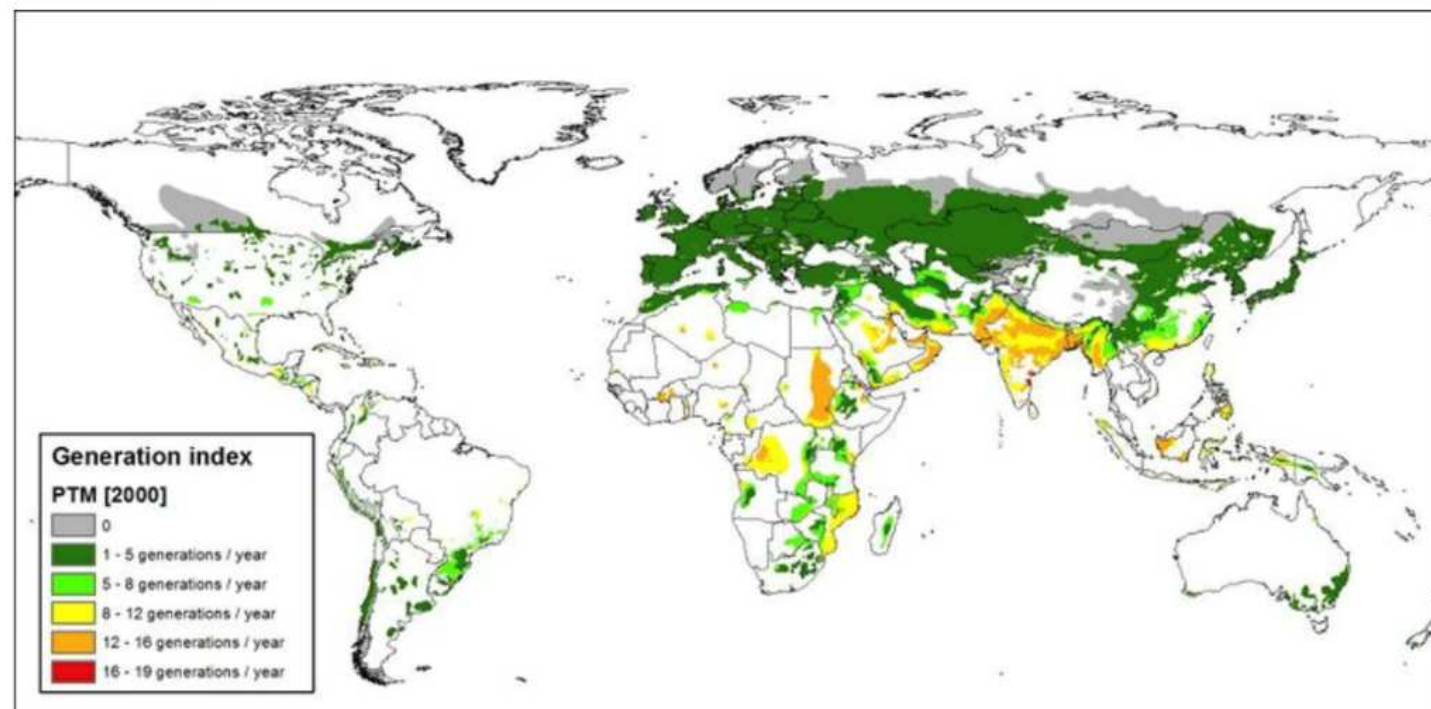 Generation index
PTM [2000]
0
1 - 5 generations / year
5 - 8 generations / year
8 - 12 generations / year
12 - 16 generations / year
16 - 19 generations / year